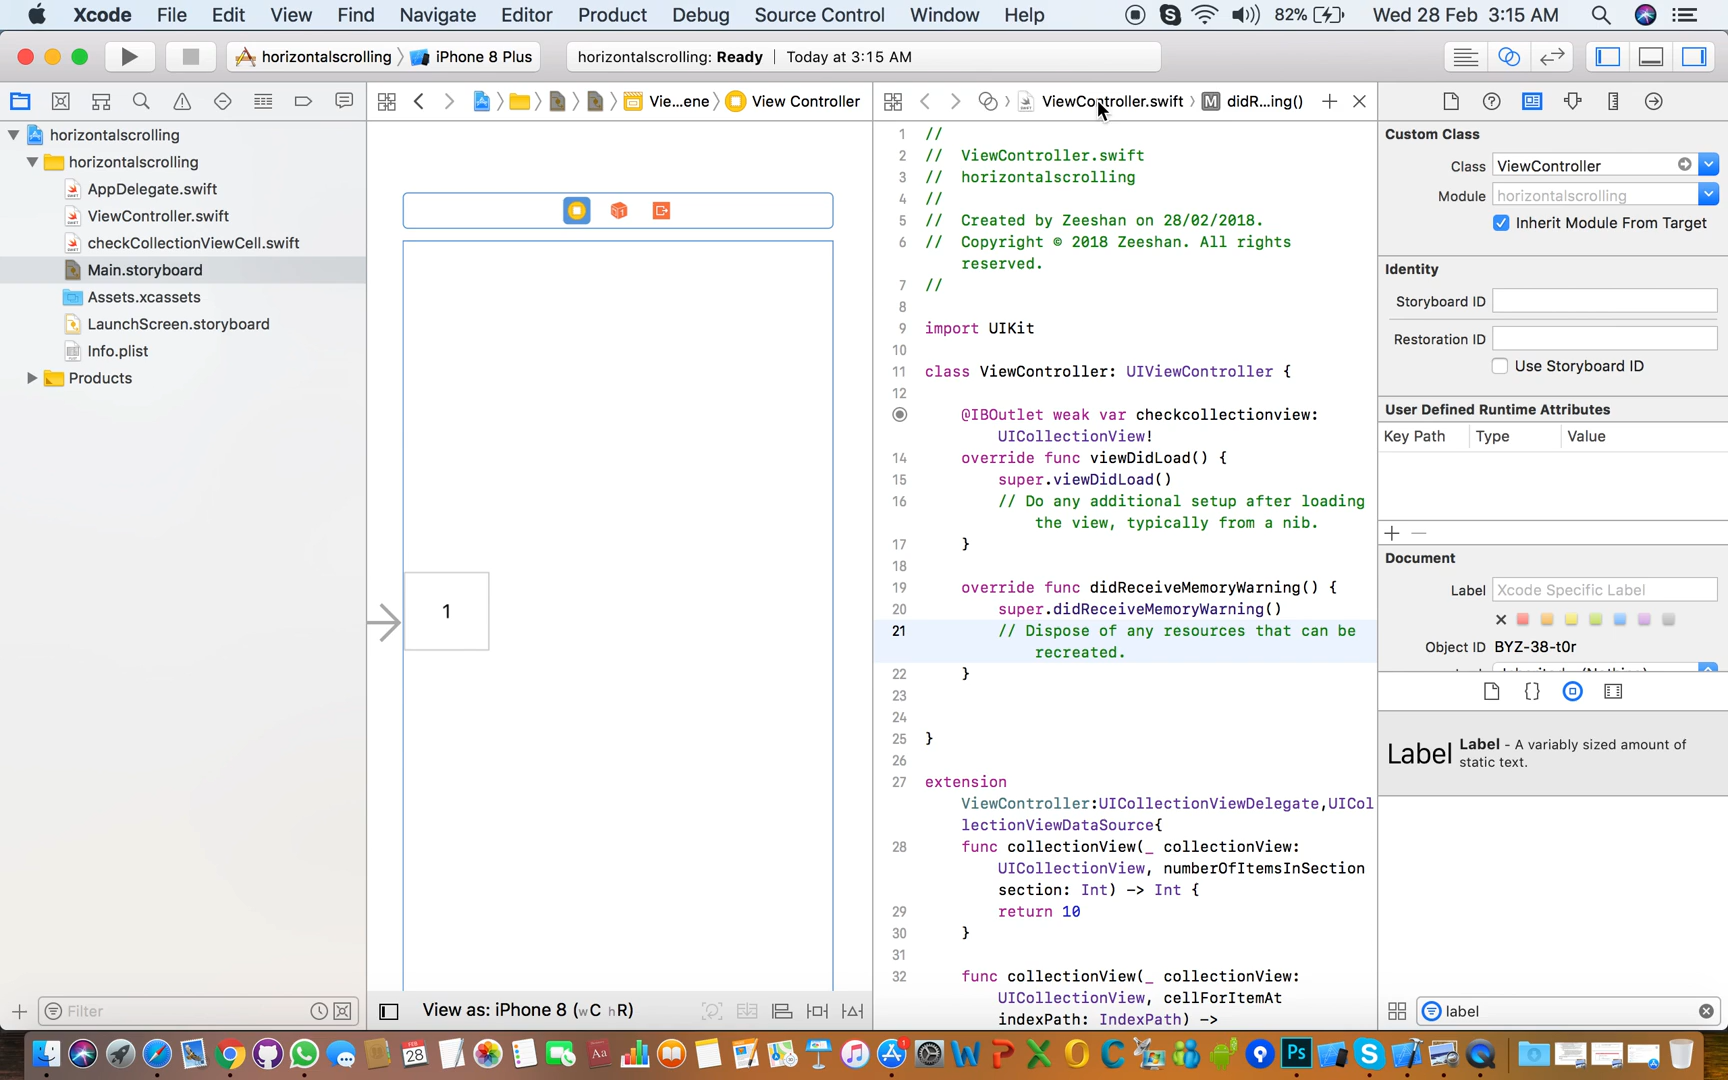 Xcode File Edit View Find Navigate Editor Product Debug Source Control Window Help 82% Wed 28 Feb 3:15 AM
horizontalscrolling iPhone 8 Plus horizontalscrolling: Ready | Today at 3:15 AM
Vie...ene View Controller ViewController.swift M didR...ing()
horizontalscrolling
horizontalscrolling
AppDelegate.swift
ViewController.swift
checkCollectionViewCell.swift
Main.storyboard
Assets.xcassets
LaunchScreen.storyboard
Info.plist
Products
Filter
1
View as: iPhone 8 (wC hR)
1 //
2 // ViewController.swift
3 // horizontalscrolling
4 //
5 // Created by Zeeshan on 28/02/2018.
6 // Copyright © 2018 Zeeshan. All rights
reserved.
7 //
8
9 import UIKit
10
11 class ViewController: UIViewController {
12
@IBOutlet weak var checkcollectionview:
UICollectionView!
14 override func viewDidLoad() {
15 super.viewDidLoad()
16 // Do any additional setup after loading
the view, typically from a nib.
17 }
18
19 override func didReceiveMemoryWarning() {
20 super.didReceiveMemoryWarning()
21 // Dispose of any resources that can be
recreated.
22 }
23
24
25 }
26
27 extension
ViewController:UICollectionViewDelegate,UICol
lectionViewDataSource{
28 func collectionView(_ collectionView:
UICollectionView, numberOfItemsInSection
section: Int) -> Int {
29 return 10
30 }
31
32 func collectionView(_ collectionView:
UICollectionView, cellForItemAt
indexPath: IndexPath) ->
Custom Class
Class ViewController
Module horizontalscrolling
Inherit Module From Target
Identity
Storyboard ID
Restoration ID
Use Storyboard ID
User Defined Runtime Attributes
Key Path Type Value
Document
Label Xcode Specific Label
Object ID BYZ-38-t0r
Label Label - A variably sized amount of
static text.
label